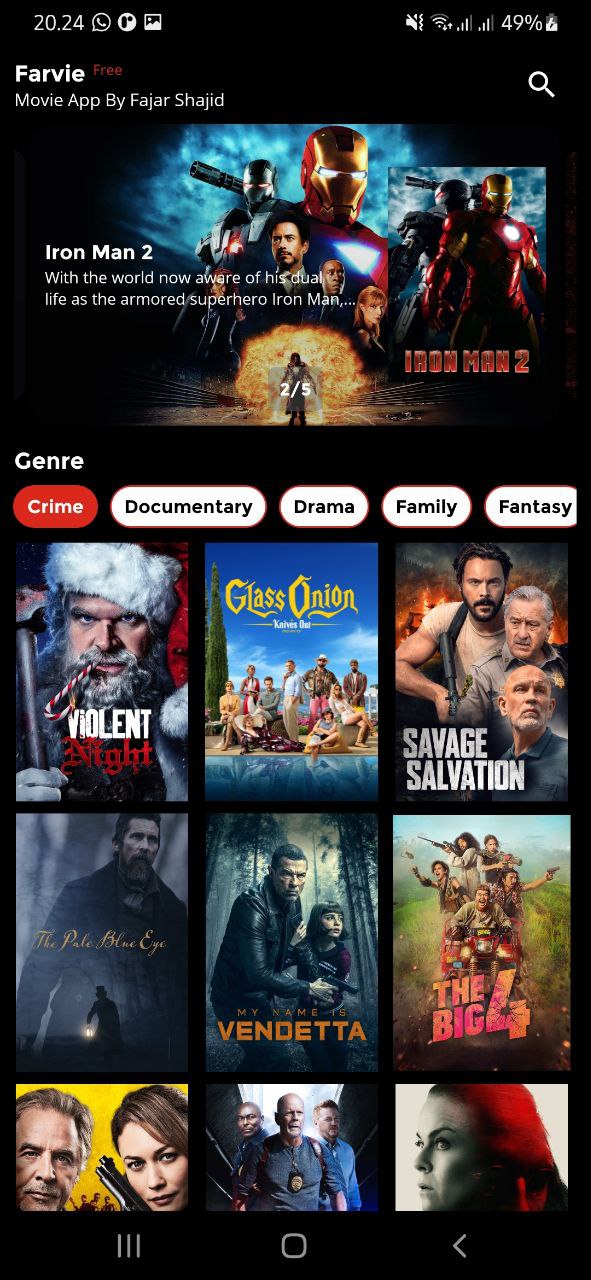 20.24
49%
Farvie Free
Movie App By Fajar Shajid
Iron Man 2
With the world now aware of his dual
life as the armored superhero Iron Man,...
IRON MAN 2
2/5
Genre
Crime
Documentary
Drama
Family
Fantasy
VIOLENT
Night
Glass Onion
Knives Out
SAVAGE
SALVATION
The Pale Blue Eye
MY NAME IS
VENDETTA
THE
BIG 4